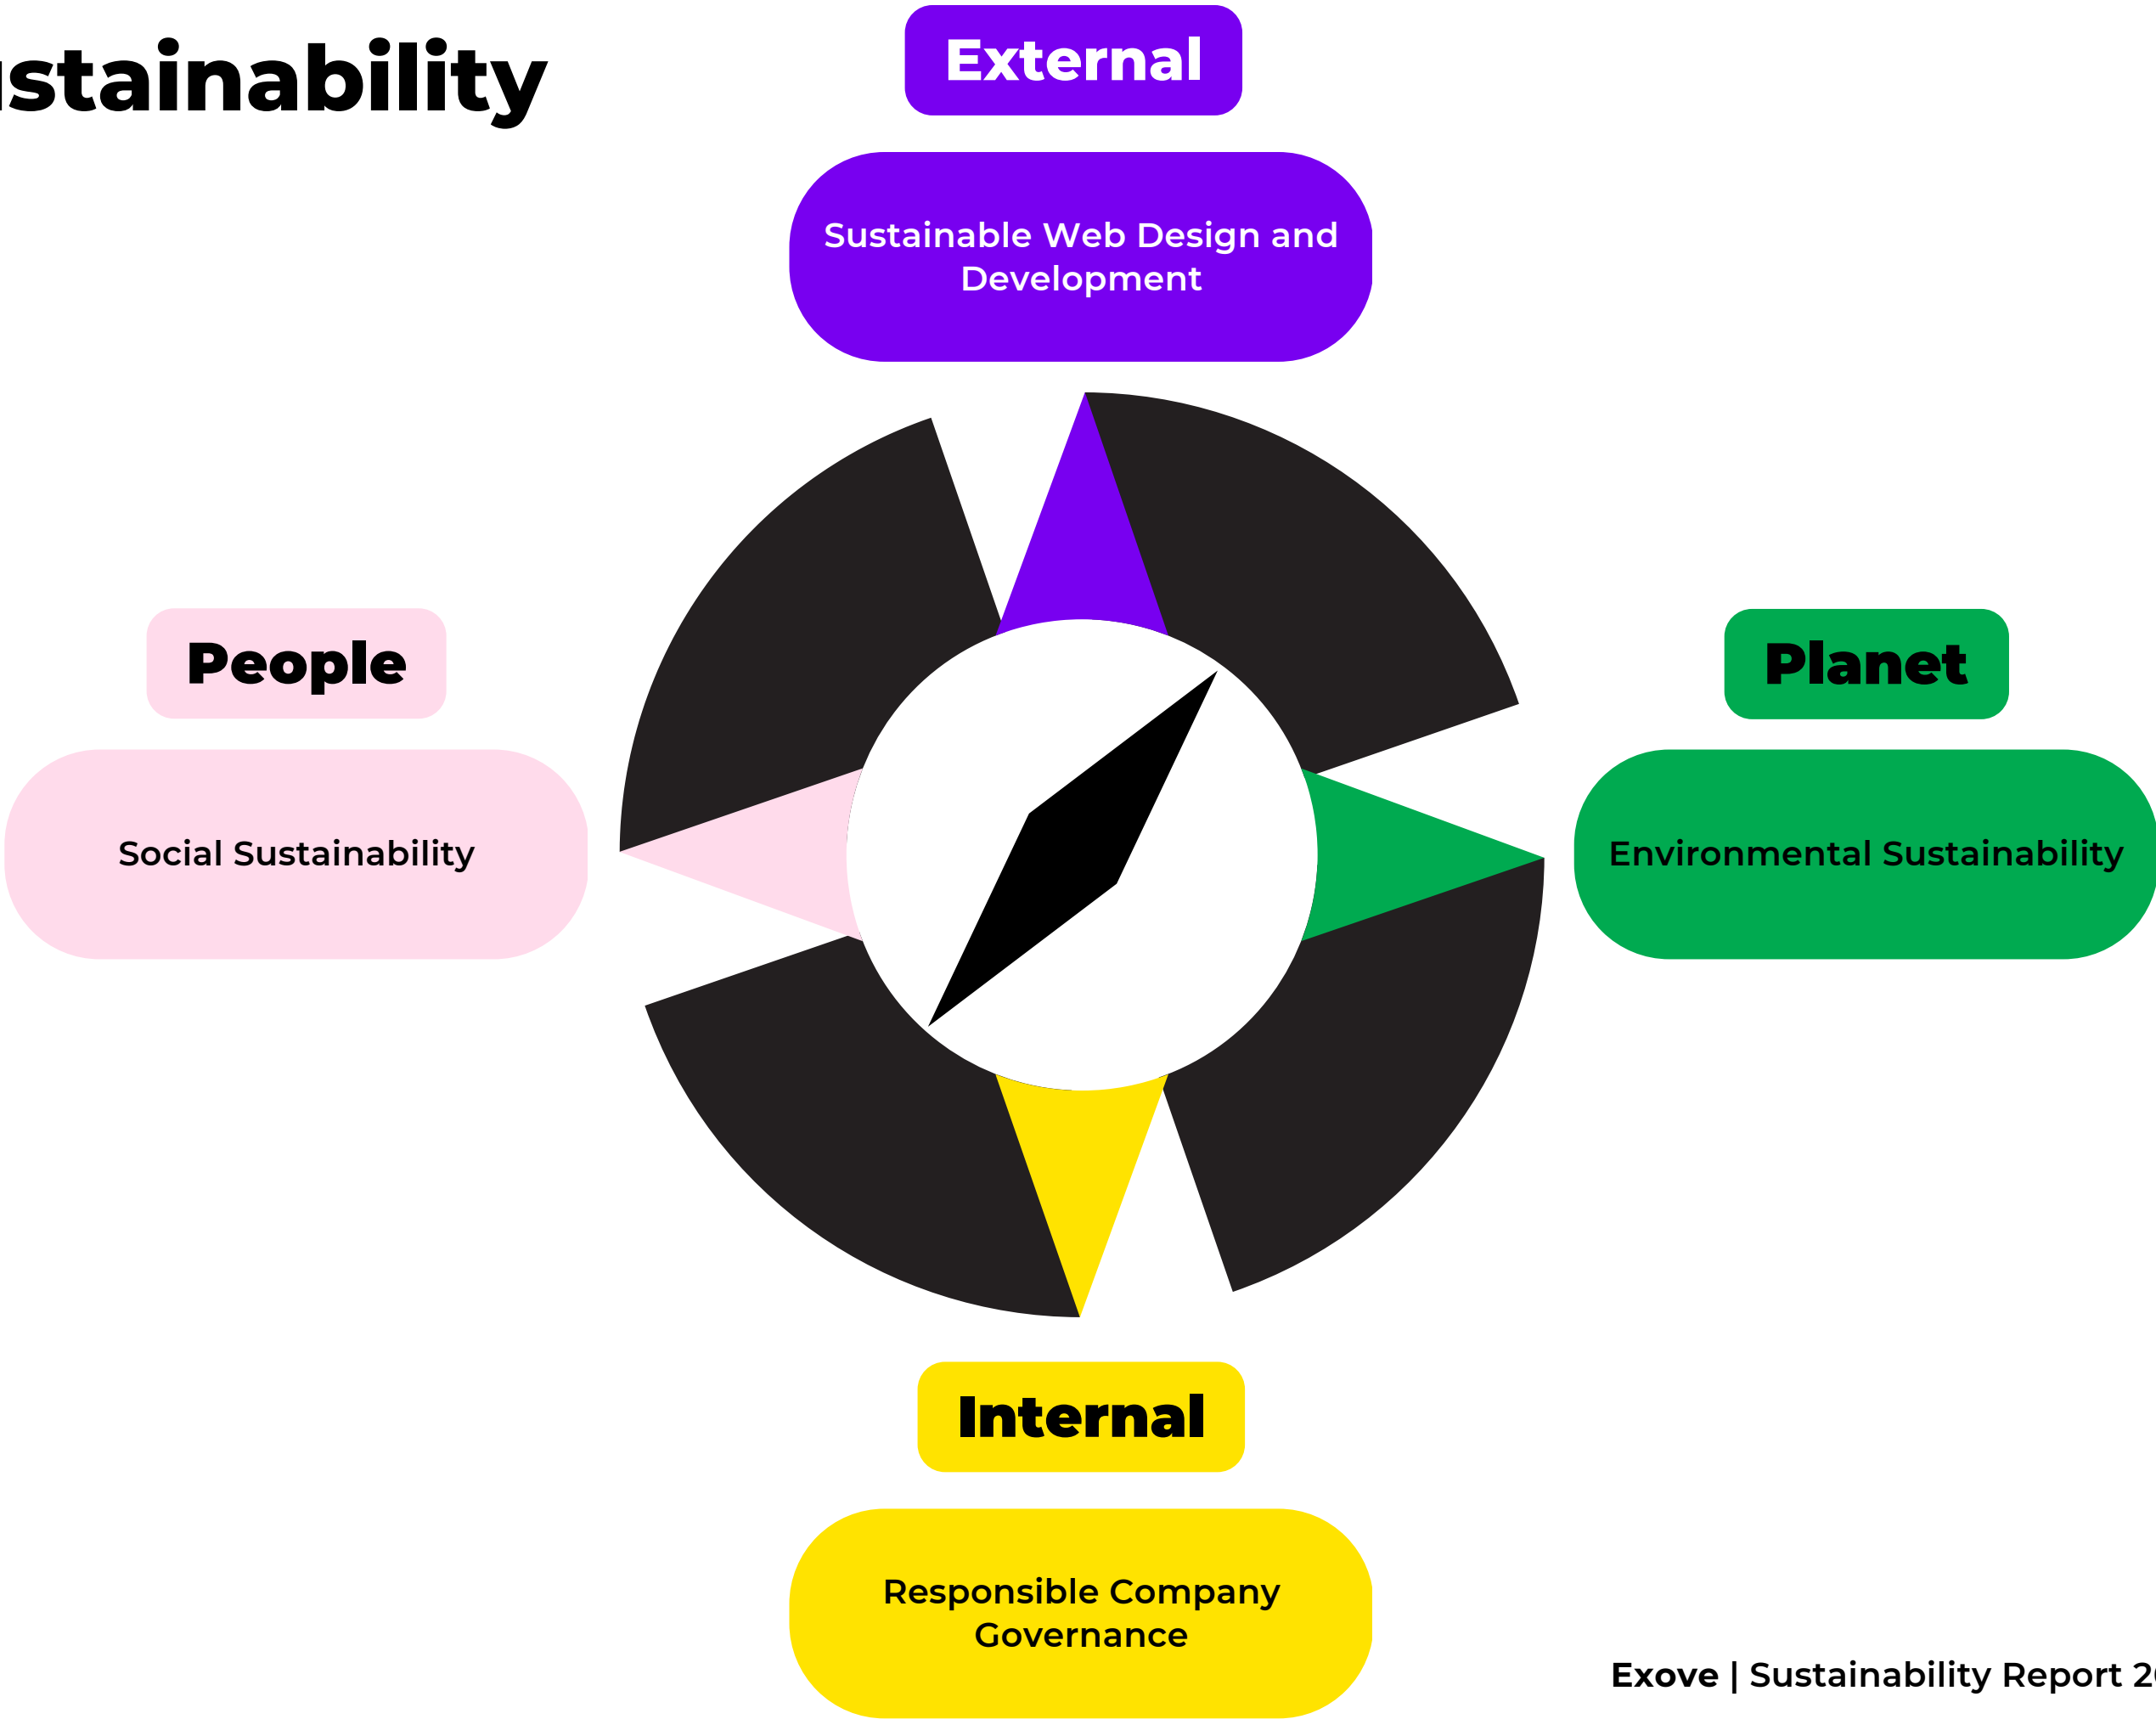 stainability
External
Sustainable Web Design and
Development
People
Planet
Social Sustainability
Environmental Sustainability
Internal
Responsible Company
Governance
Exove | Sustainability Report